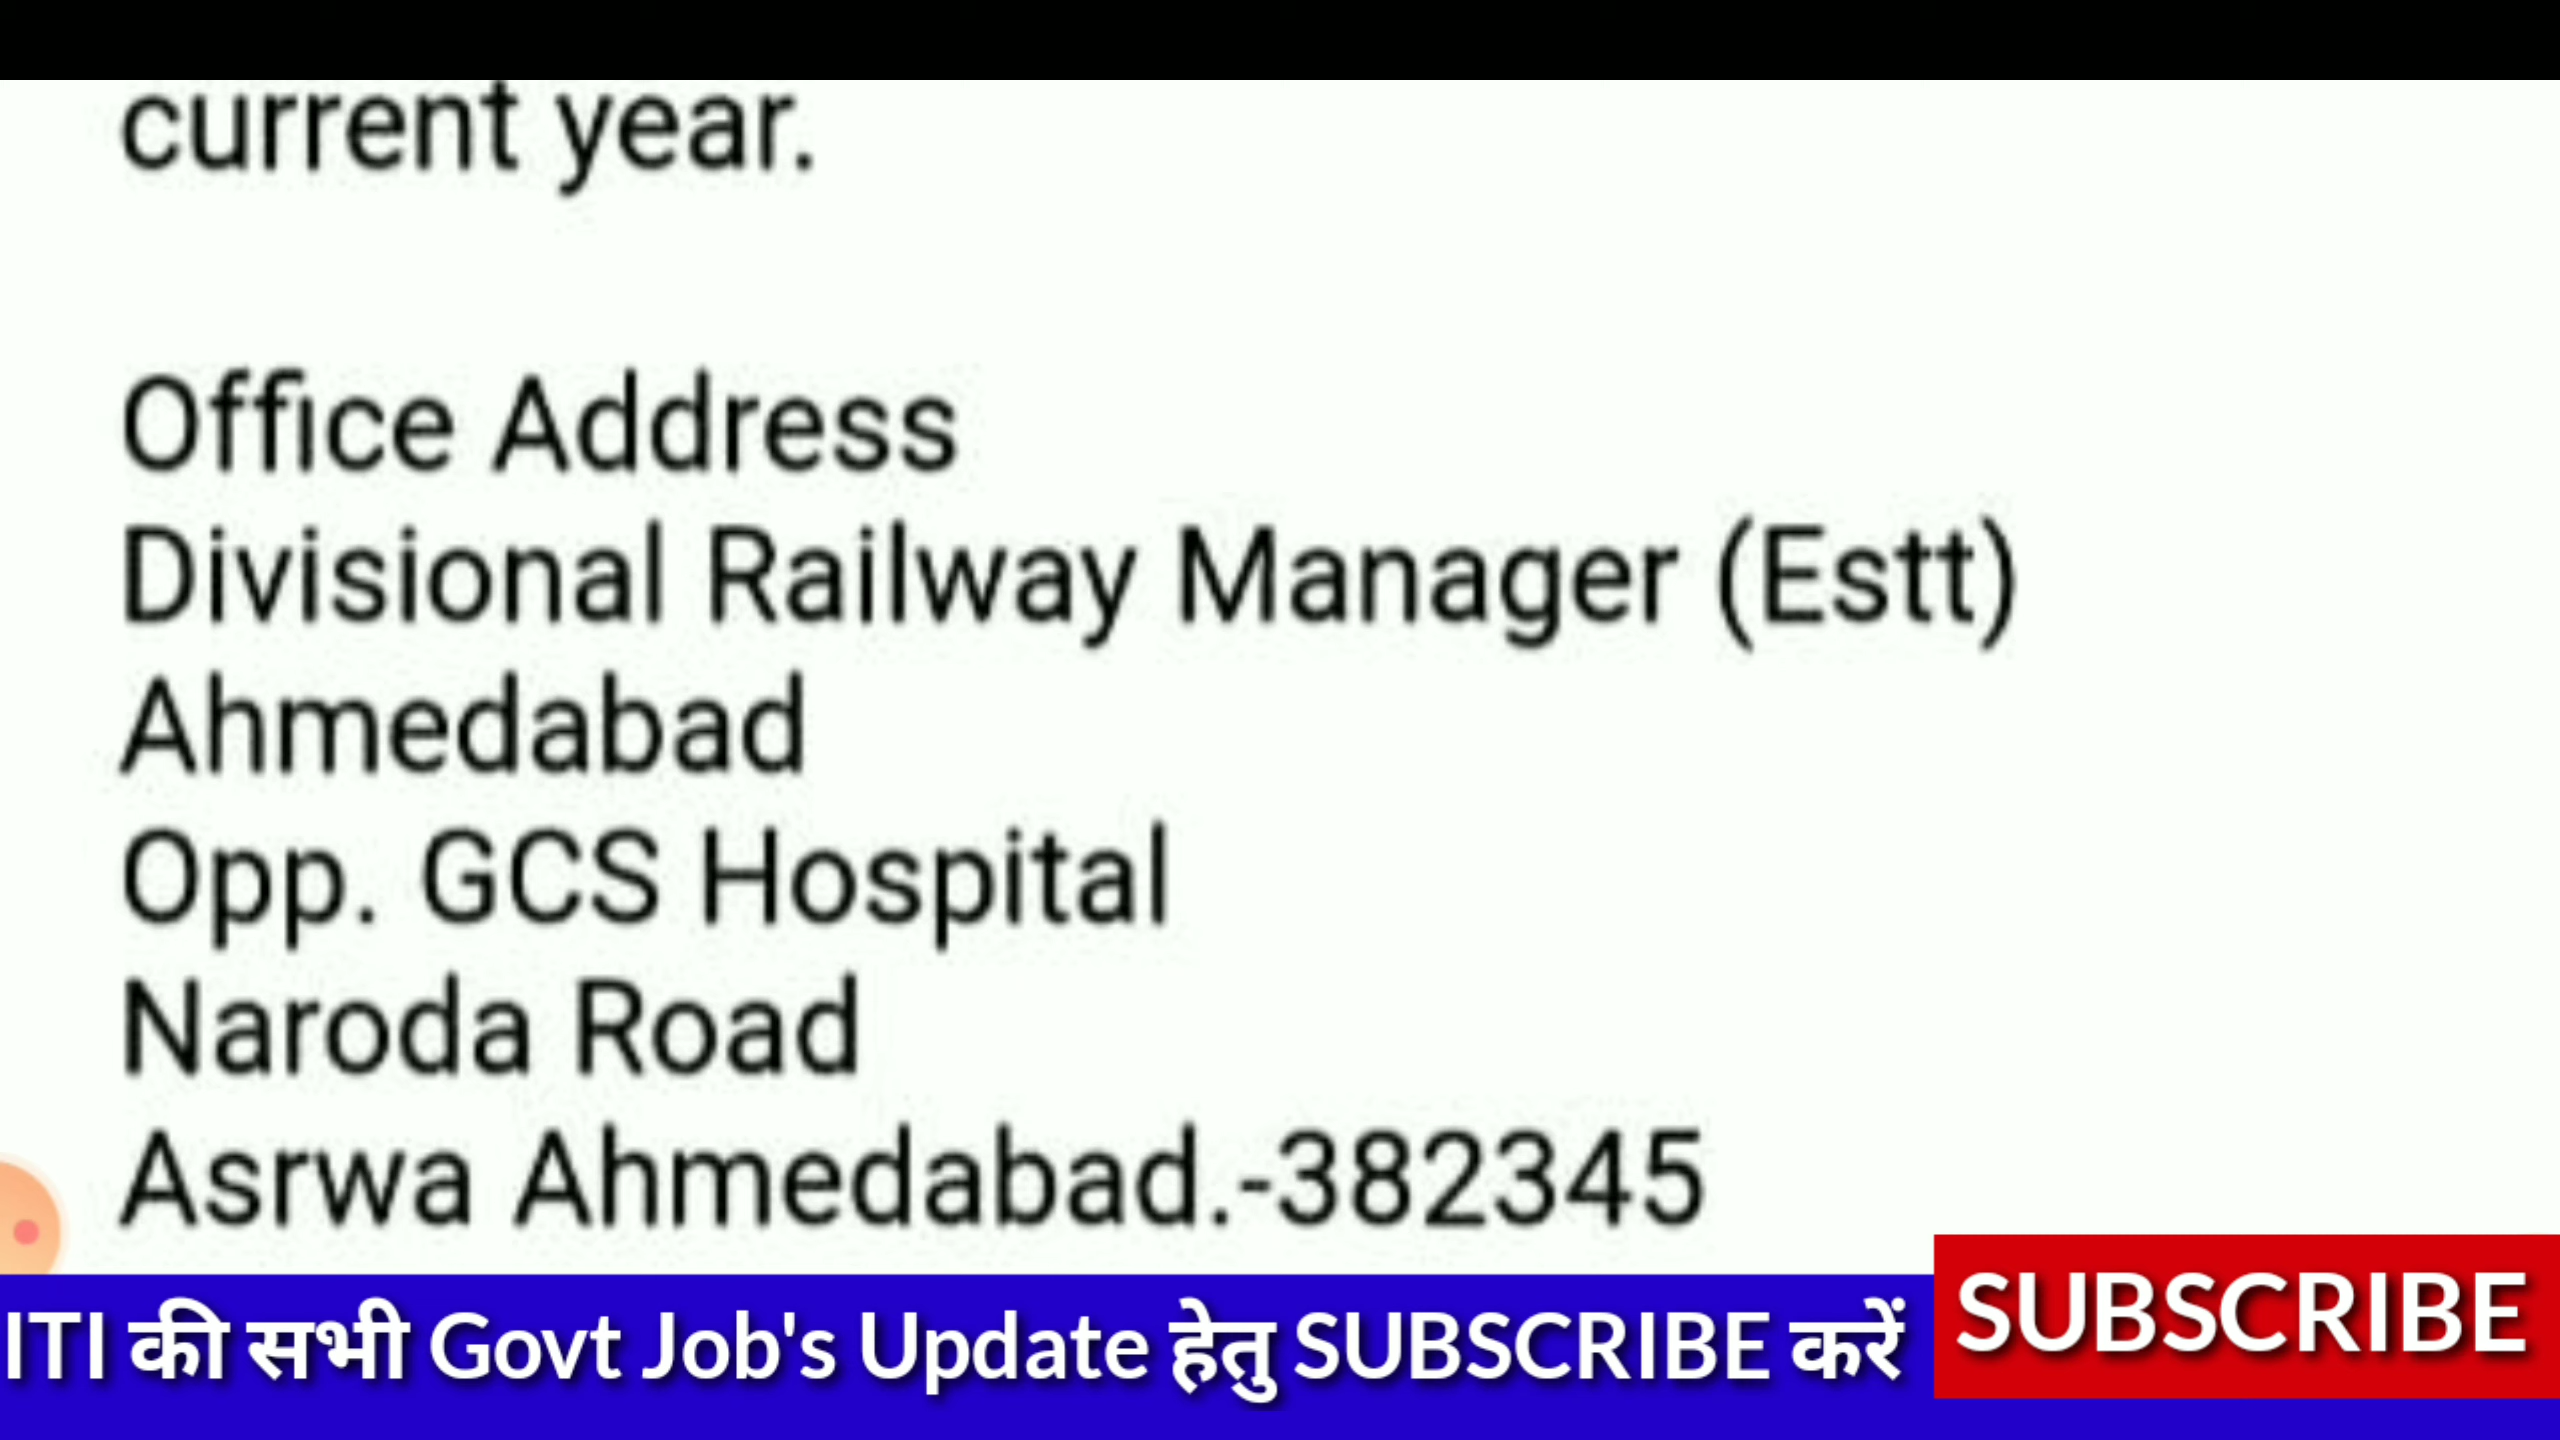 current year.
Office Address
Divisional Railway Manager (Estt)
Ahmedabad
Opp. GCS Hospital
Naroda Road
Asrwa Ahmedabad.-382345
ITI की सभी Govt Job's Update हेतु SUBSCRIBE करें
SUBSCRIBE